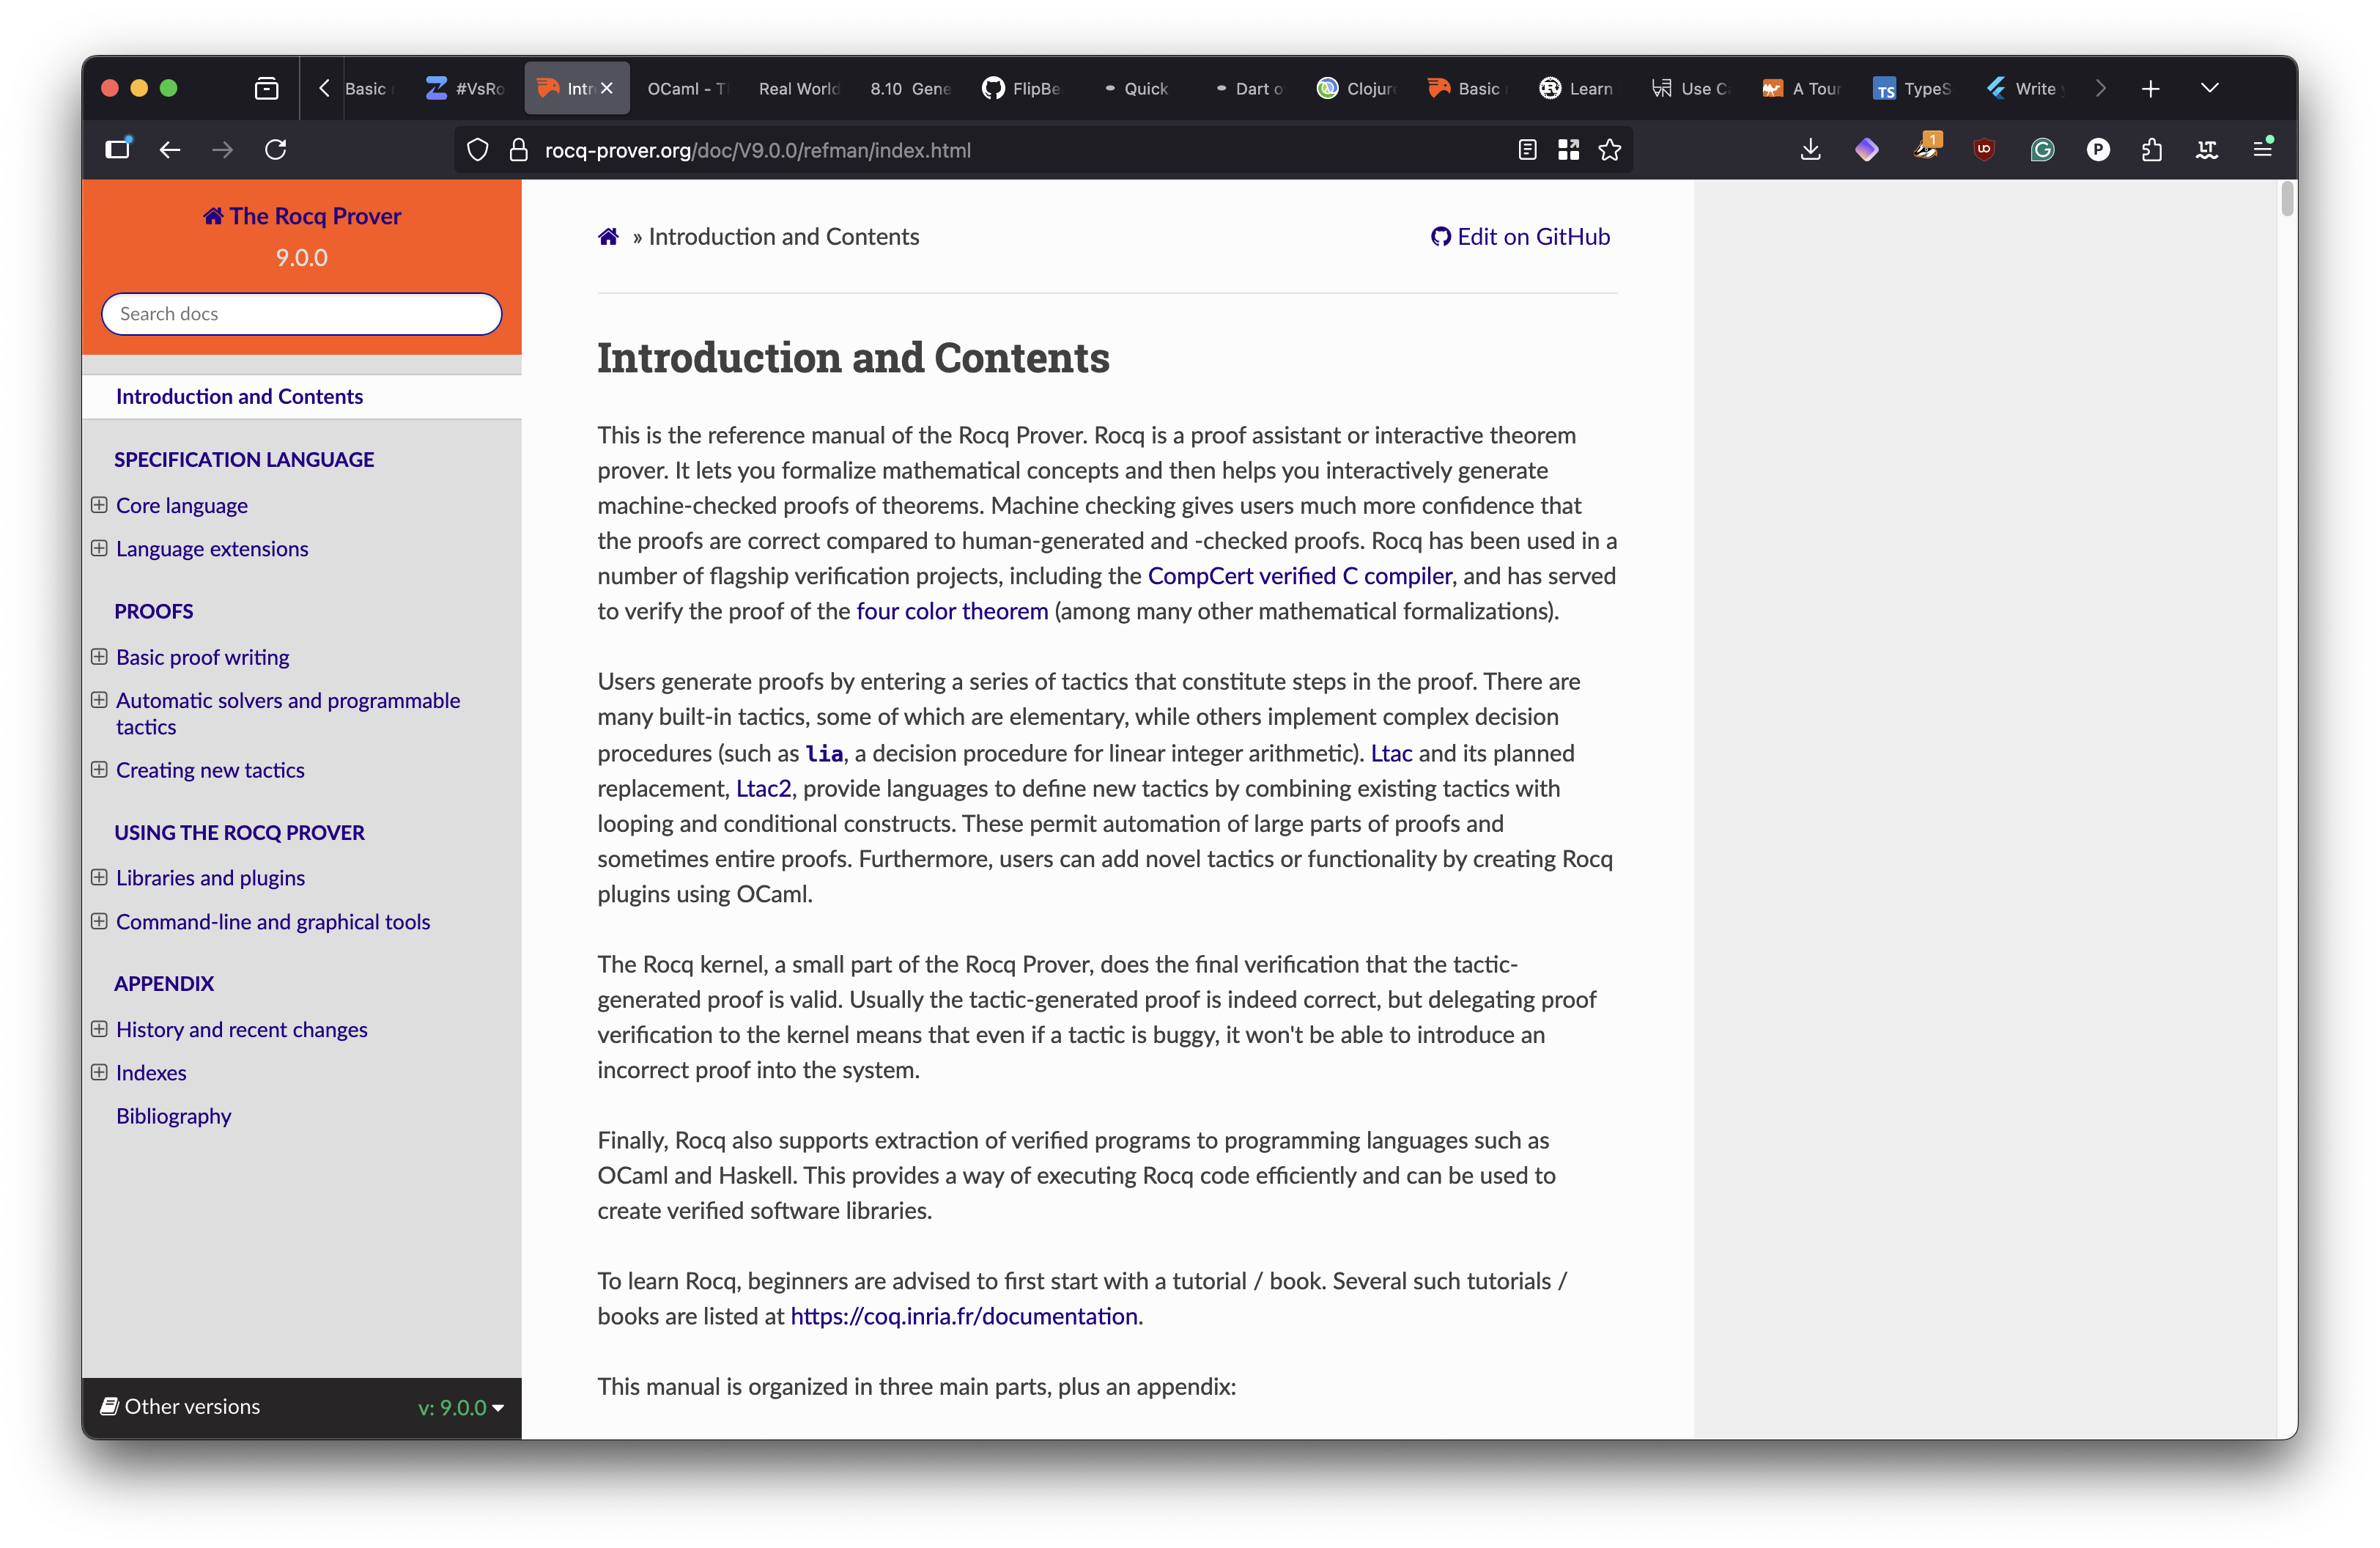 Basic
#VsRo
Intr
OCaml - T
Real World
8.10 Gene
FlipBe
Quick
Dart o
Clojur
Basic
Learn
Use C
A Tour
TypeS
Write
rocq-prover.org/doc/V9.0.0/refman/index.html
1
The Rocq Prover
9.0.0
Search docs
Introduction and Contents
SPECIFICATION LANGUAGE
Core language
Language extensions
PROOFS
Basic proof writing
Automatic solvers and programmable
tactics
Creating new tactics
USING THE ROCQ PROVER
Libraries and plugins
Command-line and graphical tools
APPENDIX
History and recent changes
Indexes
Bibliography
Other versions
v: 9.0.0
» Introduction and Contents
Edit on GitHub
Introduction and Contents
This is the reference manual of the Rocq Prover. Rocq is a proof assistant or interactive theorem
prover. It lets you formalize mathematical concepts and then helps you interactively generate
machine-checked proofs of theorems. Machine checking gives users much more confidence that
the proofs are correct compared to human-generated and -checked proofs. Rocq has been used in a
number of flagship verification projects, including the CompCert verified C compiler, and has served
to verify the proof of the four color theorem (among many other mathematical formalizations).
Users generate proofs by entering a series of tactics that constitute steps in the proof. There are
many built-in tactics, some of which are elementary, while others implement complex decision
procedures (such as lia, a decision procedure for linear integer arithmetic). Ltac and its planned
replacement, Ltac2, provide languages to define new tactics by combining existing tactics with
looping and conditional constructs. These permit automation of large parts of proofs and
sometimes entire proofs. Furthermore, users can add novel tactics or functionality by creating Rocq
plugins using OCaml.
The Rocq kernel, a small part of the Rocq Prover, does the final verification that the tactic-
generated proof is valid. Usually the tactic-generated proof is indeed correct, but delegating proof
verification to the kernel means that even if a tactic is buggy, it won't be able to introduce an
incorrect proof into the system.
Finally, Rocq also supports extraction of verified programs to programming languages such as
OCaml and Haskell. This provides a way of executing Rocq code efficiently and can be used to
create verified software libraries.
To learn Rocq, beginners are advised to first start with a tutorial / book. Several such tutorials /
books are listed at https://coq.inria.fr/documentation.
This manual is organized in three main parts, plus an appendix: